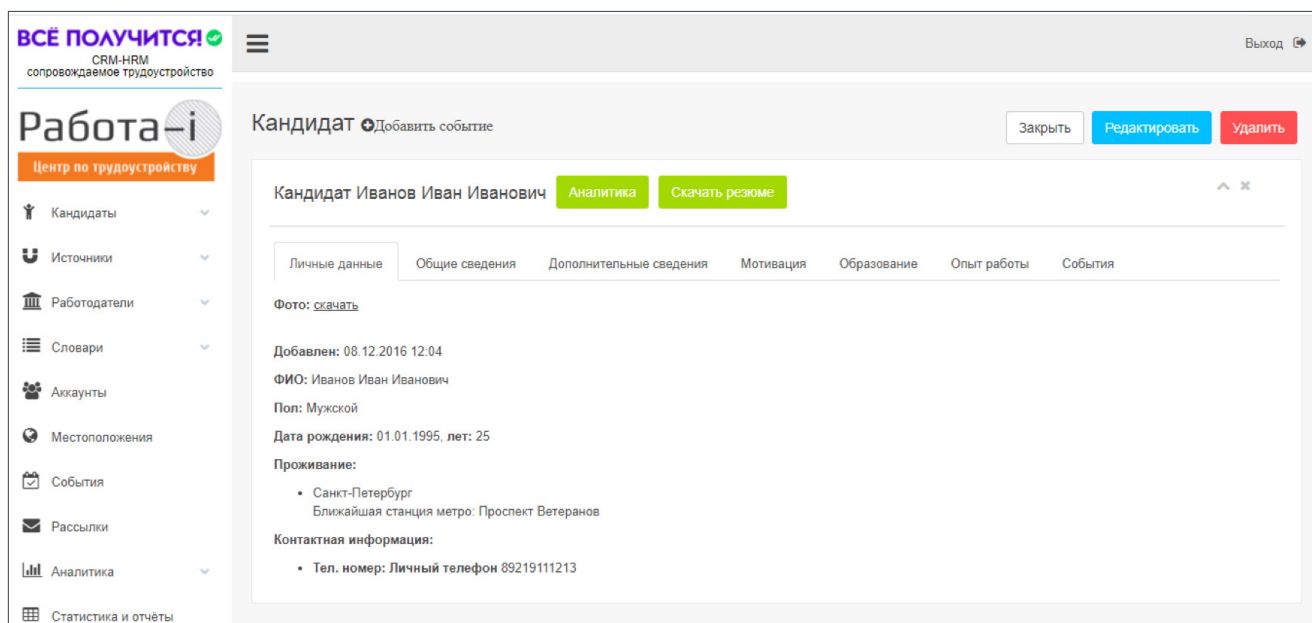 ВСЁ ПОЛУЧИТСЯ!
CRM-HRM
сопровождаемое трудоустройство
Работа-i
Центр по трудоустройству
Кандидаты
Источники
Работодатели
Словари
Аккаунты
Местоположения
События
Рассылки
Аналитика
Статистика и отчёты
Выход
Кандидат Добавить событие
Закрыть Редактировать Удалить
Кандидат Иванов Иван Иванович Аналитика Скачать резюме
Личные данные Общие сведения Дополнительные сведения Мотивация Образование Опыт работы События
Фото: скачать
Добавлен: 08.12.2016 12:04
ФИО: Иванов Иван Иванович
Пол: Мужской
Дата рождения: 01.01.1995, лет: 25
Проживание:
• Санкт-Петербург
Ближайшая станция метро: Проспект Ветеранов
Контактная информация:
• Тел. номер: Личный телефон 89219111213